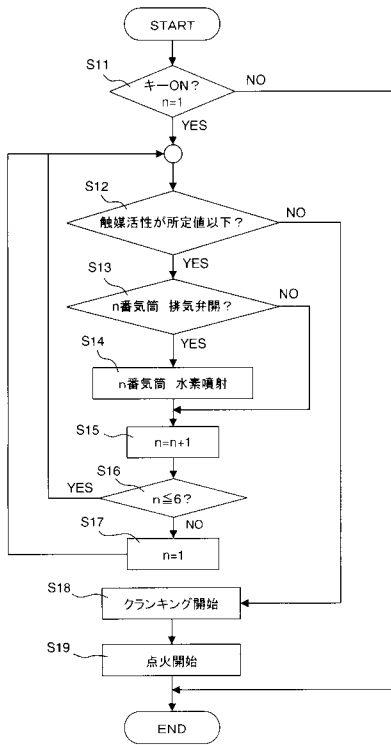 START
S11
キーON?
n=1
NO
YES
S12
触媒活性が所定値以下?
NO
YES
S13
n番気筒 排気弁開?
NO
YES
S14
n番気筒 水素噴射
S15
n=n+1
S16
YES
n≦6?
NO
S17
n=1
S18
クランキング開始
S19
点火開始
END